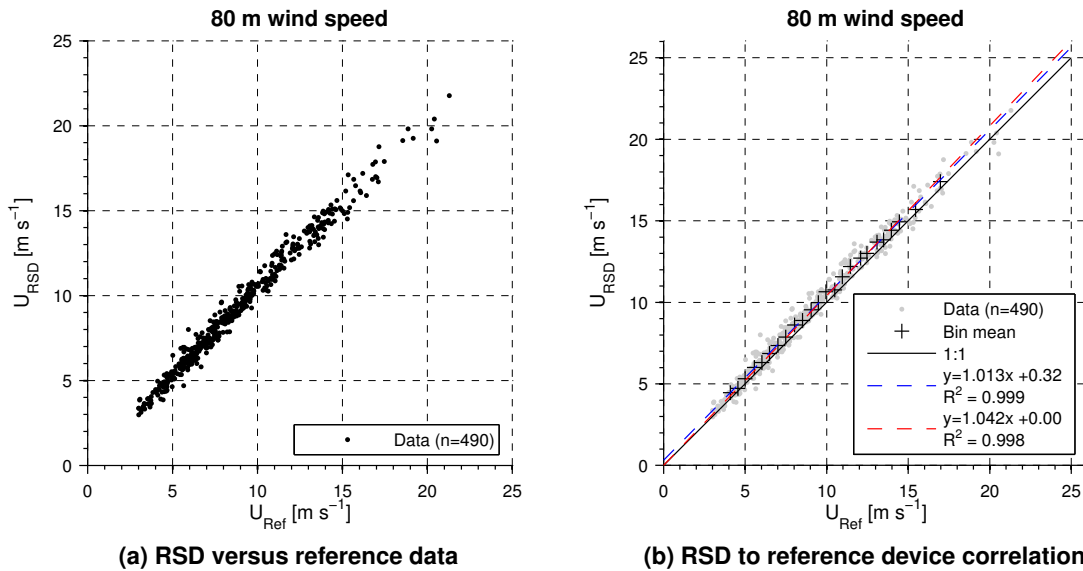 80 m wind speed
25
20
15
10
5
0
U_RSD [m s⁻¹]
Data (n=490)
0 5 10 15 20 25
U_Ref [m s⁻¹]
(a) RSD versus reference data
80 m wind speed
25
20
15
10
5
0
U_RSD [m s⁻¹]
Data (n=490)
Bin mean
1:1
y=1.013x +0.32
R² = 0.999
y=1.042x +0.00
R² = 0.998
0 5 10 15 20 25
U_Ref [m s⁻¹]
(b) RSD to reference device correlation